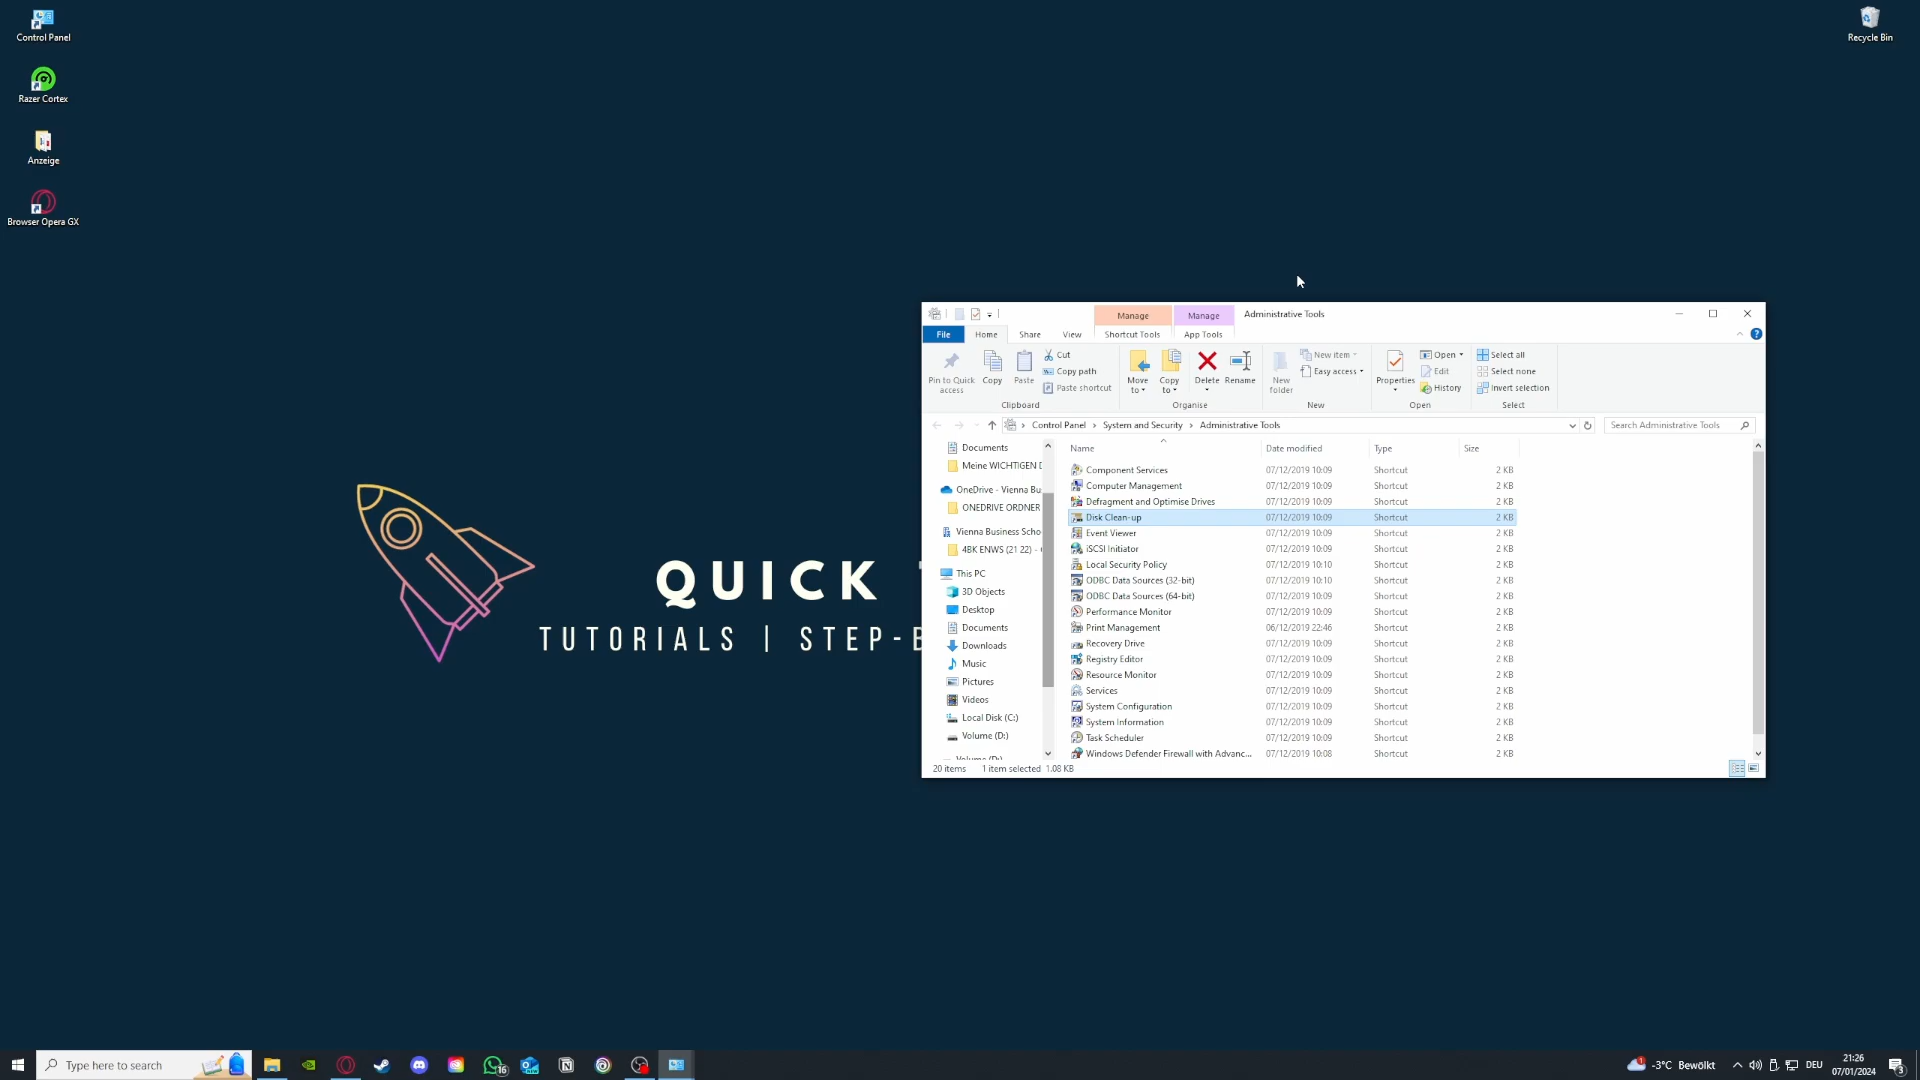 Control Panel
Razer Cortex
Anzeige
Browser Opera GX
Recycle Bin
QUICK
TUTORIALS | STEP-B
Manage
Manage
Administrative Tools
File
Home
Share
View
Shortcut Tools
App Tools
Pin to Quick access
Copy
Paste
Cut
Copy path
Paste shortcut
Move to
Copy to
Delete
Rename
New folder
New item
Easy access
Properties
Open
Edit
History
Select all
Select none
Invert selection
Clipboard
Organise
New
Open
Select
Control Panel > System and Security > Administrative Tools
Search Administrative Tools
Documents
Meine WICHTIGEN
OneDrive - Vienna Bu
ONEDRIVE ORDNER
Vienna Business Scho
4BK ENWS (21 22) -
This PC
3D Objects
Desktop
Documents
Downloads
Music
Pictures
Videos
Local Disk (C:)
Volume (D:)
Volume (D:)
Name Date modified Type Size
Component Services 07/12/2019 10:09 Shortcut 2 KB
Computer Management 07/12/2019 10:09 Shortcut 2 KB
Defragment and Optimise Drives 07/12/2019 10:09 Shortcut 2 KB
Disk Clean-up 07/12/2019 10:09 Shortcut 2 KB
Event Viewer 07/12/2019 10:09 Shortcut 2 KB
iSCSI Initiator 07/12/2019 10:09 Shortcut 2 KB
Local Security Policy 07/12/2019 10:10 Shortcut 2 KB
ODBC Data Sources (32-bit) 07/12/2019 10:10 Shortcut 2 KB
ODBC Data Sources (64-bit) 07/12/2019 10:09 Shortcut 2 KB
Performance Monitor 07/12/2019 10:09 Shortcut 2 KB
Print Management 06/12/2019 22:46 Shortcut 2 KB
Recovery Drive 07/12/2019 10:09 Shortcut 2 KB
Registry Editor 07/12/2019 10:09 Shortcut 2 KB
Resource Monitor 07/12/2019 10:09 Shortcut 2 KB
Services 07/12/2019 10:09 Shortcut 2 KB
System Configuration 07/12/2019 10:09 Shortcut 2 KB
System Information 07/12/2019 10:09 Shortcut 2 KB
Task Scheduler 07/12/2019 10:09 Shortcut 2 KB
Windows Defender Firewall with Advanc... 07/12/2019 10:08 Shortcut 2 KB
20 items 1 item selected 1.08 KB
Type here to search
16
1
-3°C Bewölkt
DEU
21:26
07/01/2024
3